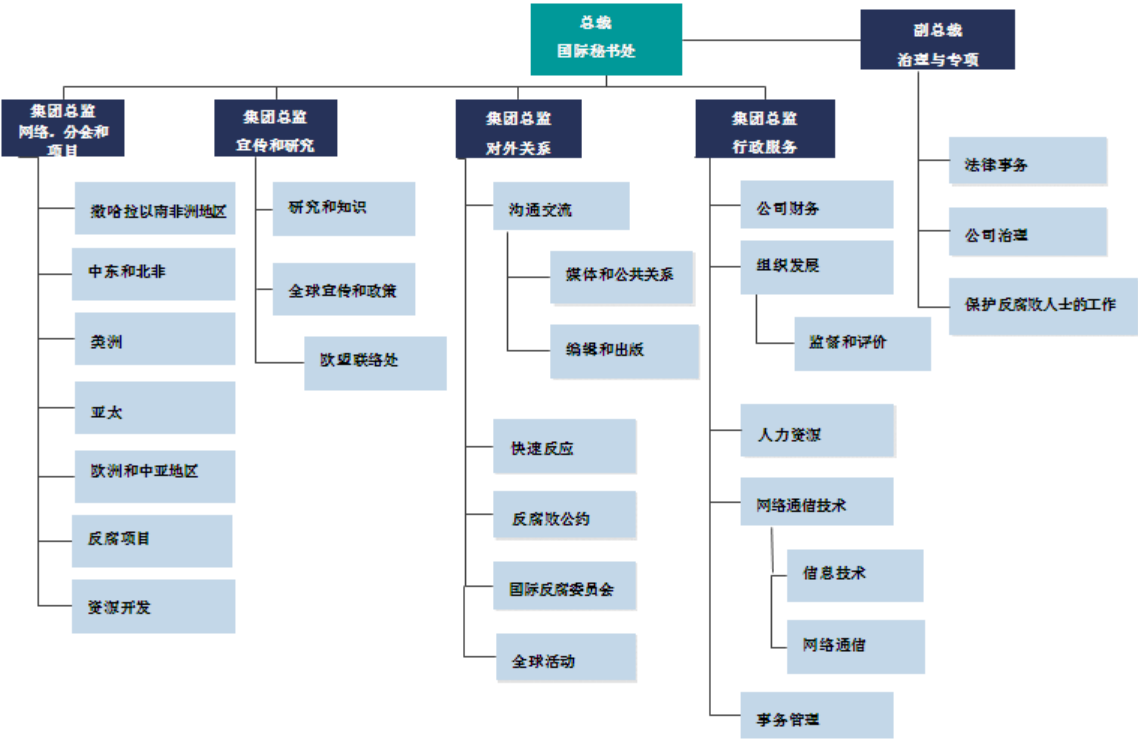 总裁
国际秘书处
副总裁
治理与专项
集团总监
网络．分会和
项目
集团总监
宣传和研究
集团总监
对外关系
集团总监
行政服务
撒哈拉以南非洲地区
中东和北非
美洲
亚太
欧洲和中亚地区
反腐项目
资源开发
研究和知识
全球宣传和政策
欧盟联络处
沟通交流
媒体和公共关系
编辑和出版
快速反应
反腐败公约
国际反腐委员会
全球活动
公司财务
组织发展
监督和评价
人力资源
网络通信技术
信息技术
网络通信
事务管理
法律事务
公司治理
保护反腐败人士的工作